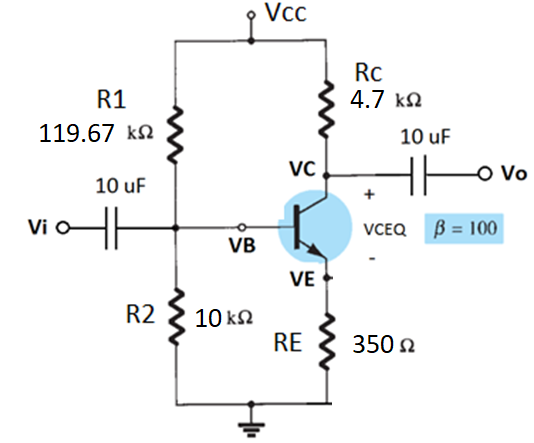 Vcc
Rc
R1
4.7 kΩ
119.67 kΩ
10 uF
VC
Vo
10 uF
+
Vi
VCEQ
β = 100
VB
-
VE
R2
10 kΩ
RE
350 Ω